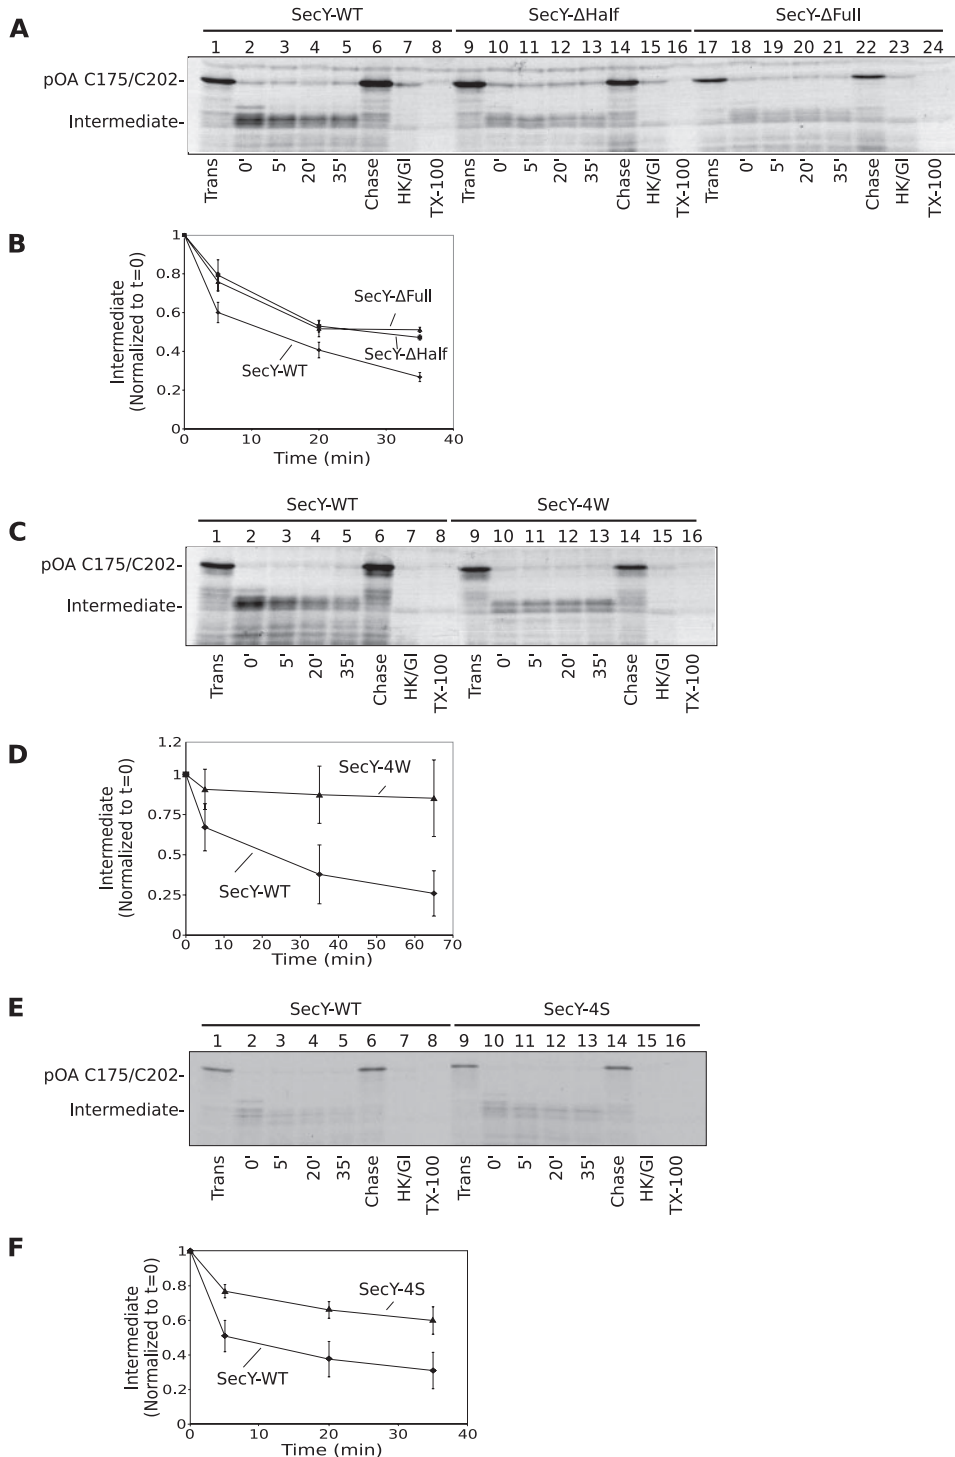 A
SecY-WT SecY-ΔHalf SecY-ΔFull
1 2 3 4 5 6 7 8 9 10 11 12 13 14 15 16 17 18 19 20 21 22 23 24
pOA C175/C202-
Intermediate-
Trans 0' 5' 20' 35' Chase HK/Gl TX-100 Trans 0' 5' 20' 35' Chase HK/Gl TX-100 Trans 0' 5' 20' 35' Chase HK/Gl TX-100
B
Intermediate
(Normalized to t=0)
1
0.8
0.6
0.4
0.2
0
SecY-ΔFull
SecY-ΔHalf
SecY-WT
0 10 20 30 40
Time (min)
C
SecY-WT SecY-4W
1 2 3 4 5 6 7 8 9 10 11 12 13 14 15 16
pOA C175/C202-
Intermediate-
Trans 0' 5' 20' 35' Chase HK/Gl TX-100 Trans 0' 5' 20' 35' Chase HK/Gl TX-100
D
Intermediate
(Normalized to t=0)
1.2
1
0.75
0.5
0.25
0
SecY-4W
SecY-WT
0 10 20 30 40 50 60 70
Time (min)
E
SecY-WT SecY-4S
1 2 3 4 5 6 7 8 9 10 11 12 13 14 15 16
pOA C175/C202-
Intermediate-
Trans 0' 5' 20' 35' Chase HK/Gl TX-100 Trans 0' 5' 20' 35' Chase HK/Gl TX-100
F
Intermediate
(Normalized to t=0)
1
0.8
0.6
0.4
0.2
0
SecY-4S
SecY-WT
0 10 20 30 40
Time (min)